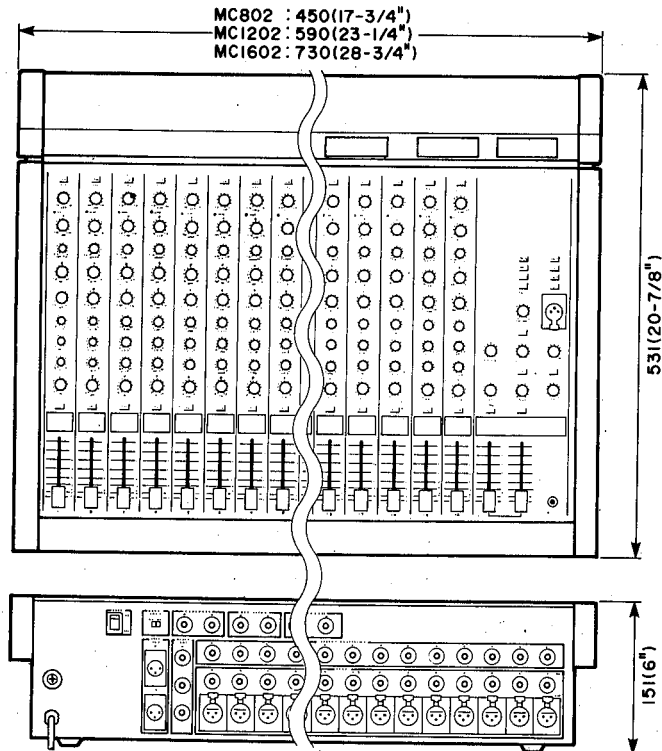 MC802 : 450(17-3/4")
MC1202 : 590(23-1/4")
MC1602 : 730(28-3/4")
531(20-7/8")
151(6")